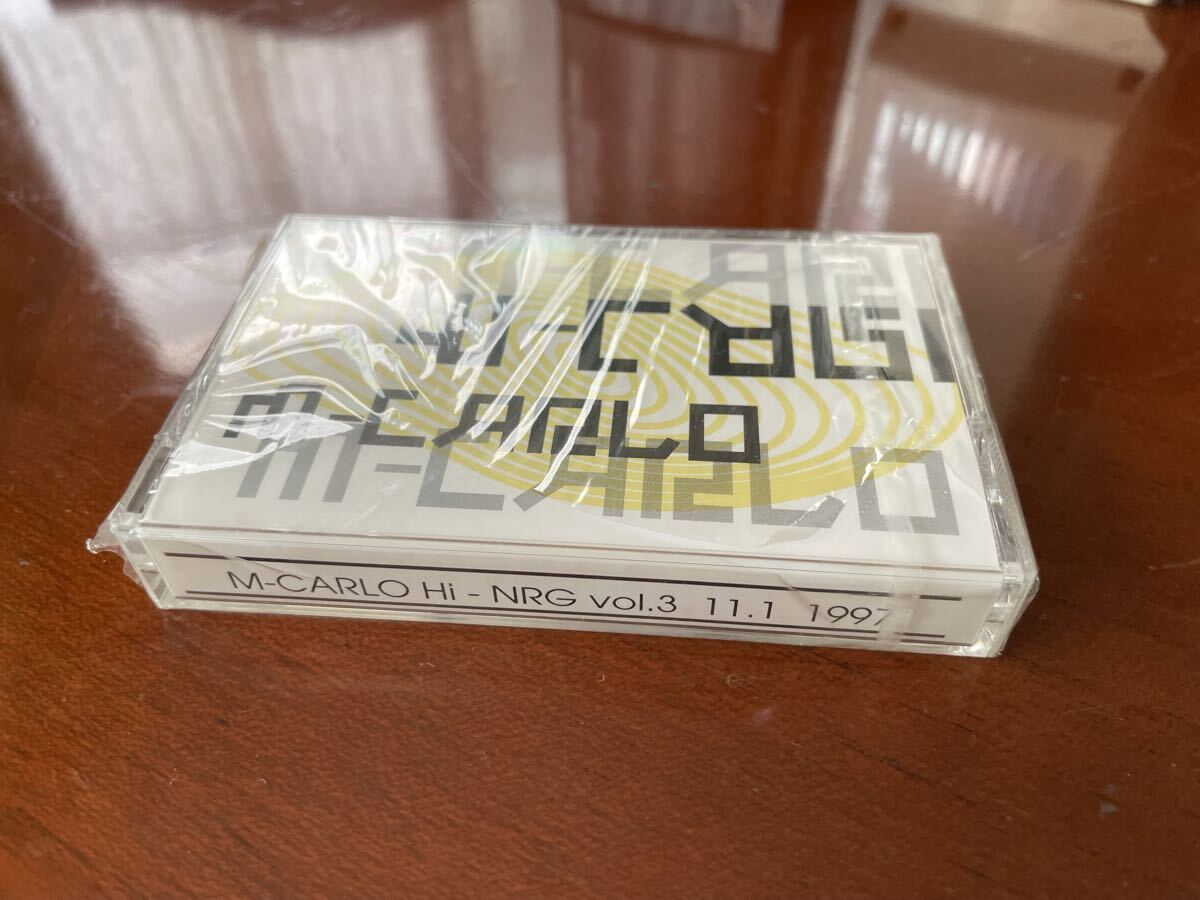 M-CARLO
M-CARLO
M-CARLO Hi - NRG vol.3 11.1 1997